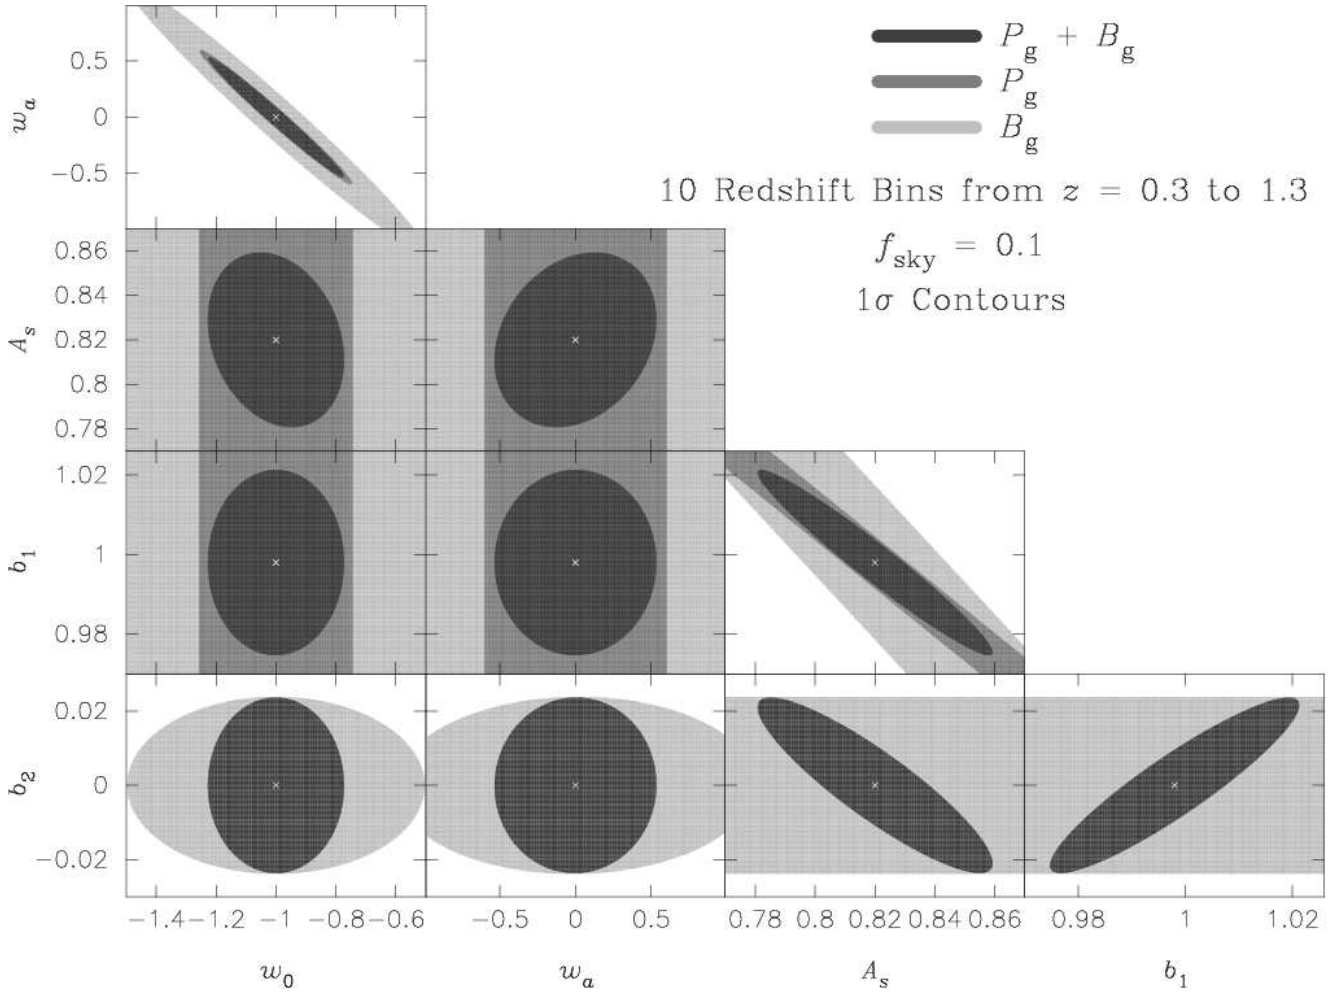 P_g + B_g
P_g
B_g
10 Redshift Bins from z = 0.3 to 1.3
f_sky = 0.1
1σ Contours
w_a
0.5
0
−0.5
A_s
0.86
0.84
0.82
0.8
0.78
b_1
1.02
1
0.98
b_2
0.02
0
−0.02
−1.4 −1.2 −1 −0.8 −0.6
−0.5 0 0.5
0.78 0.8 0.82 0.84 0.86
0.98 1 1.02
w_0 w_a A_s b_1